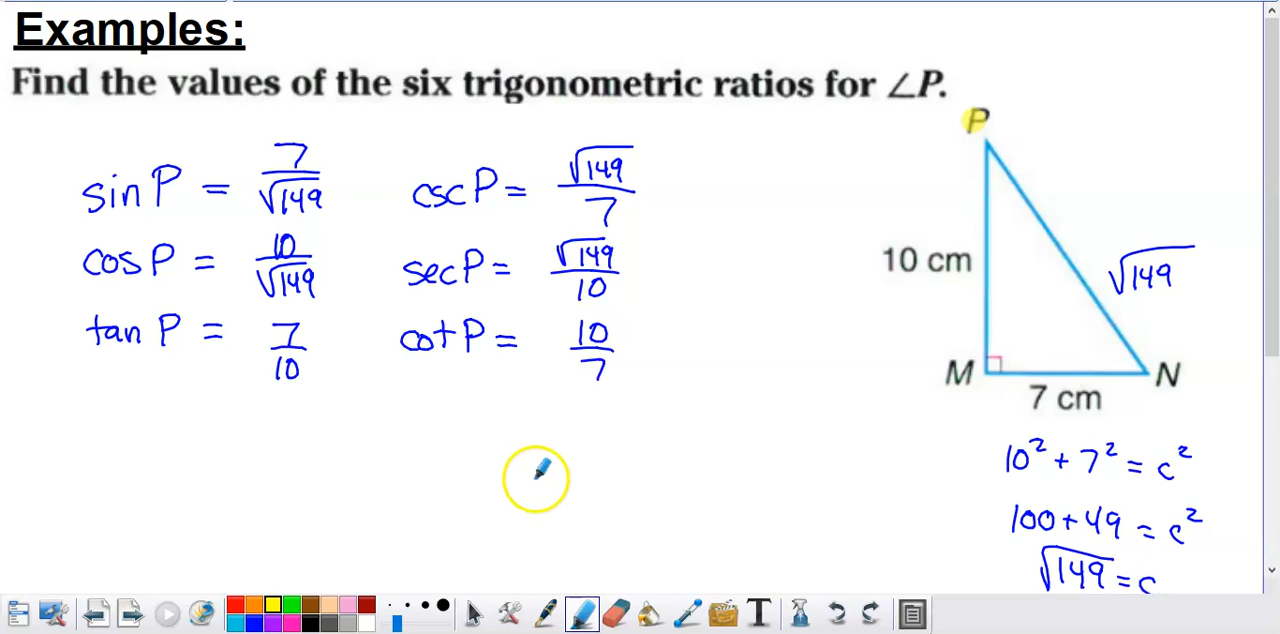 Examples:
Find the values of the six trigonometric ratios for ∠P.
sin P = 7/√149
csc P = √149/7
cos P = 10/√149
sec P = √149/10
tan P = 7/10
cot P = 10/7
P
10 cm
√149
M
N
7 cm
10² + 7² = c²
100 + 49 = c²
√149 = c
T